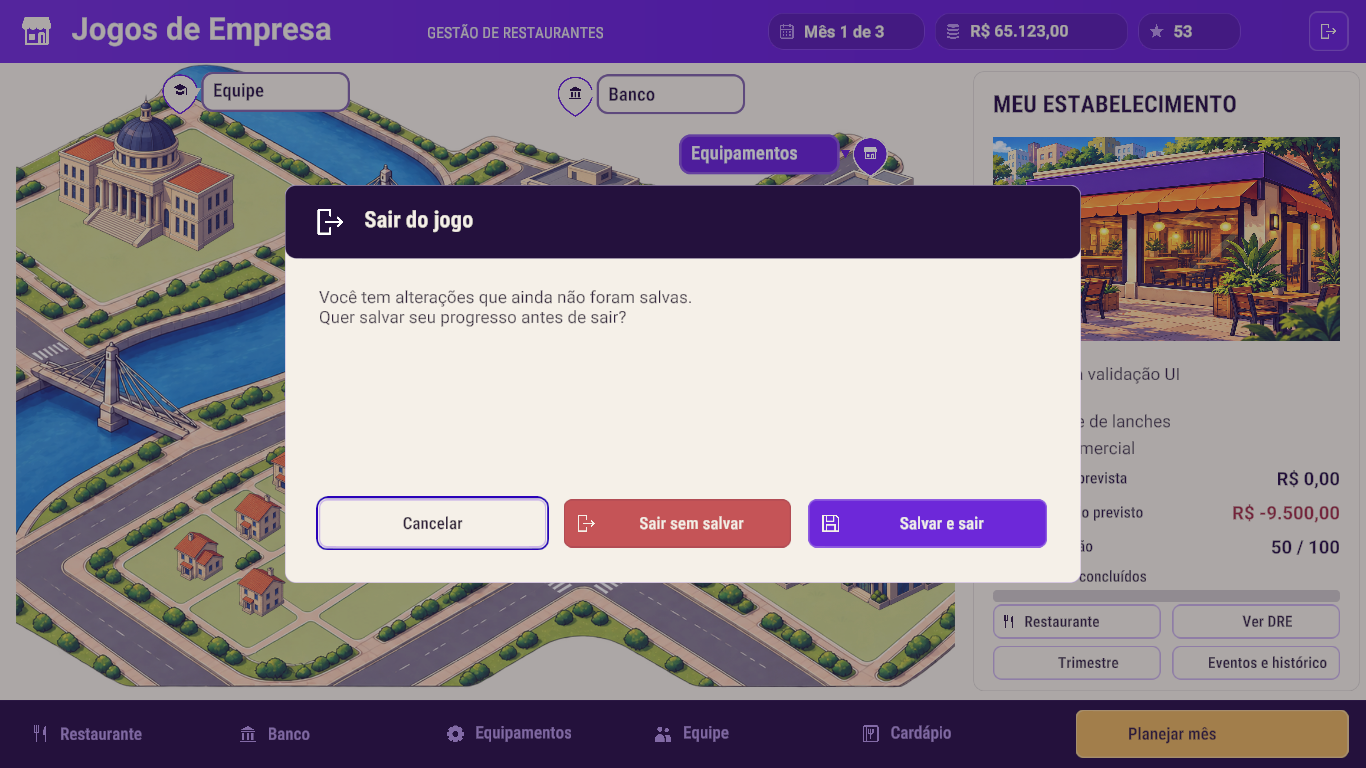 Jogos de Empresa
GESTÃO DE RESTAURANTES
Mês 1 de 3
R$ 65.123,00
53
Equipe
Banco
Equipamentos
MEU ESTABELECIMENTO
Sair do jogo
Você tem alterações que ainda não foram salvas.
Quer salvar seu progresso antes de sair?
Cancelar
Sair sem salvar
Salvar e sair
validação UI
de lanches
R$ 0,00
previsto
R$ -9.500,00
50 / 100
concluídos
Restaurante
Ver DRE
Trimestre
Eventos e histórico
Restaurante
Banco
Equipamentos
Equipe
Cardápio
Planejar mês